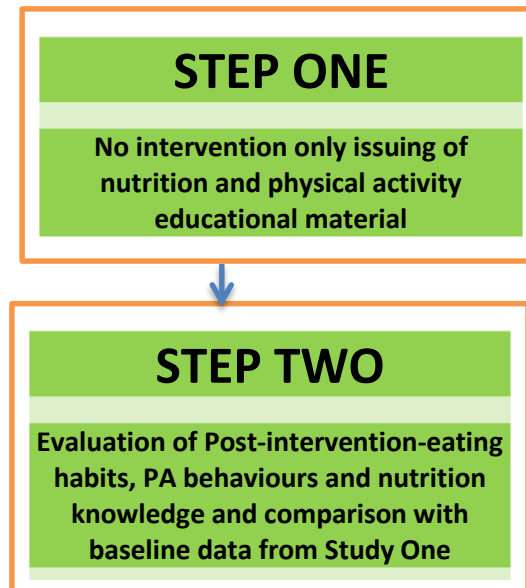 STEP ONE
No intervention only issuing of
nutrition and physical activity
educational material
STEP TWO
Evaluation of Post-intervention-eating
habits, PA behaviours and nutrition
knowledge and comparison with
baseline data from Study One